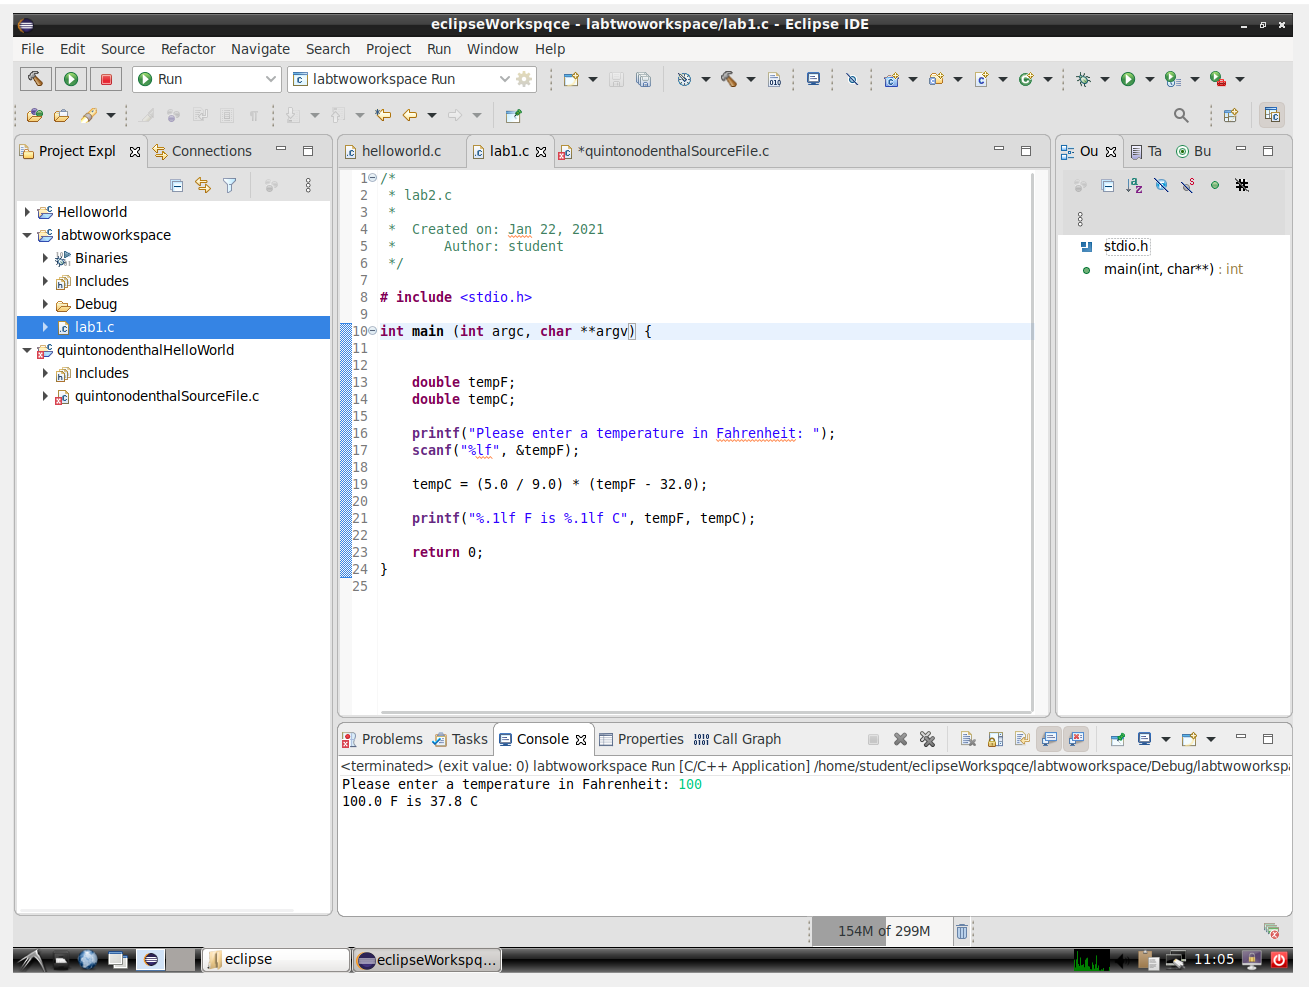 eclipseWorkspqce - labtwoworkspace/lab1.c - Eclipse IDE
File Edit Source Refactor Navigate Search Project Run Window Help
Run labtwoworkspace Run
Project Expl Connections
Helloworld
labtwoworkspace
Binaries
Includes
Debug
lab1.c
quintonodenthalHelloWorld
Includes
quintonodenthalSourceFile.c
helloworld.c lab1.c *quintonodenthalSourceFile.c
1 /*
2  * lab2.c
3  *
4  *  Created on: Jan 22, 2021
5  *      Author: student
6  */
7
8 # include <stdio.h>
9
10 int main (int argc, char **argv) {
11
12
13     double tempF;
14     double tempC;
15
16     printf("Please enter a temperature in Fahrenheit: ");
17     scanf("%lf", &tempF);
18
19     tempC = (5.0 / 9.0) * (tempF - 32.0);
20
21     printf("%.1lf F is %.1lf C", tempF, tempC);
22
23     return 0;
24 }
25
Ou Ta Bu
stdio.h
main(int, char**) : int
Problems Tasks Console Properties Call Graph
<terminated> (exit value: 0) labtwoworkspace Run [C/C++ Application] /home/student/eclipseWorkspqce/labtwoworkspace/Debug/labtwoworkspa
Please enter a temperature in Fahrenheit: 100
100.0 F is 37.8 C
154M of 299M
eclipse eclipseWorkspq... 11:05